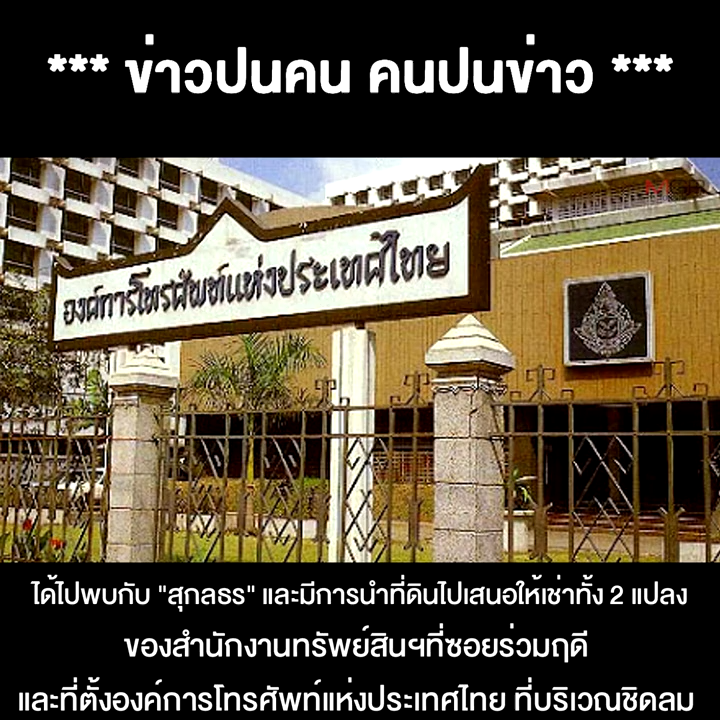 *** ข่าวปนคน คนปนข่าว ***
องค์การโทรศัพท์แห่งประเทศไทย
ได้ไปพบกับ "สุกลธร" และมีการนำที่ดินไปเสนอให้เช่าทั้ง 2 แปลง
ของสำนักงานทรัพย์สินฯที่ซอยร่วมฤดี
และที่ตั้งองค์การโทรศัพท์แห่งประเทศไทย ที่บริเวณชิดลม